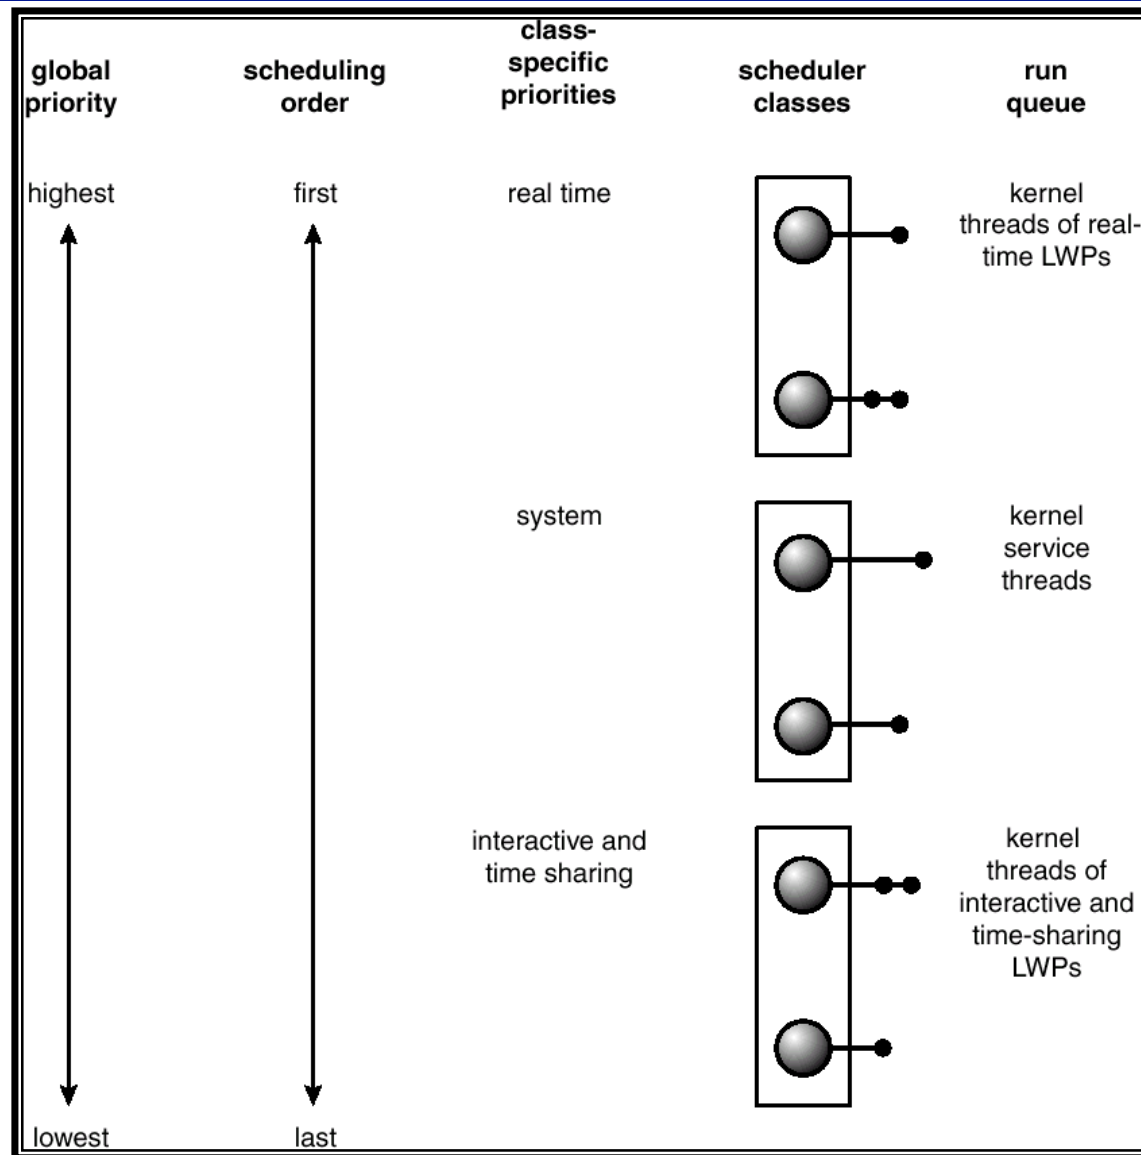 global
priority
scheduling
order
class-
specific
priorities
scheduler
classes
run
queue
highest
first
real time
kernel
threads of real-
time LWPs
system
kernel
service
threads
interactive and
time sharing
kernel
threads of
interactive and
time-sharing
LWPs
lowest
last